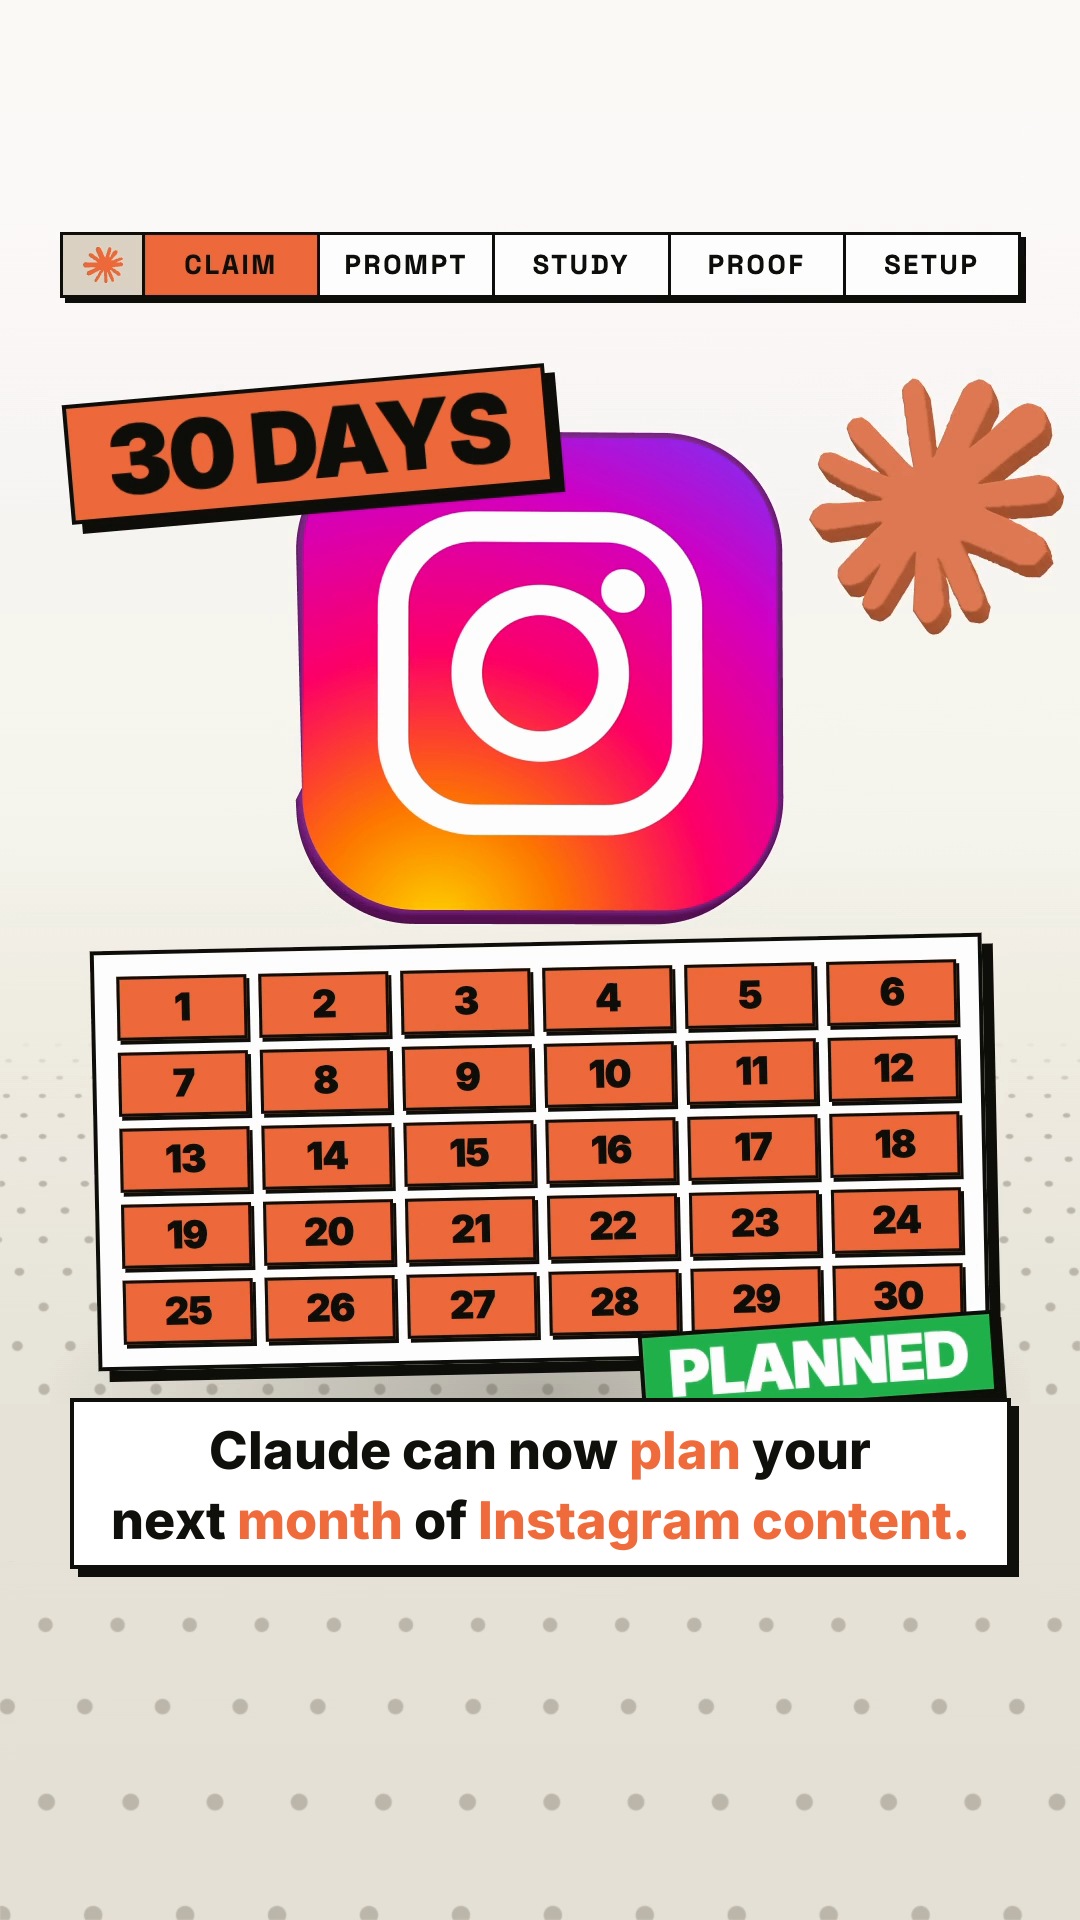 CLAIM PROMPT STUDY PROOF SETUP
30 DAYS
1 2 3 4 5 6
7 8 9 10 11 12
13 14 15 16 17 18
19 20 21 22 23 24
25 26 27 28 29 30
PLANNED
Claude can now plan your
next month of Instagram content.